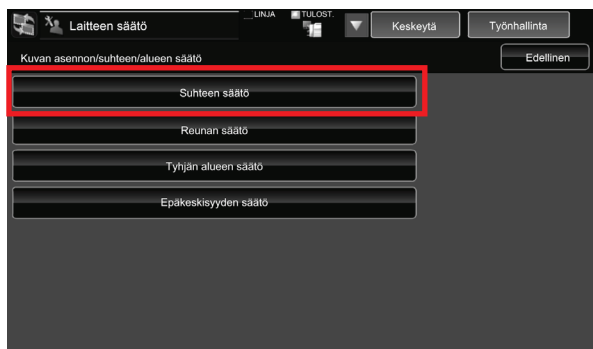 Laitteen säätö
LINJA
TULOST.
Keskeytä
Työnhallinta
Kuvan asennon/suhteen/alueen säätö
Edellinen
Suhteen säätö
Reunan säätö
Tyhjän alueen säätö
Epäkeskisyyden säätö